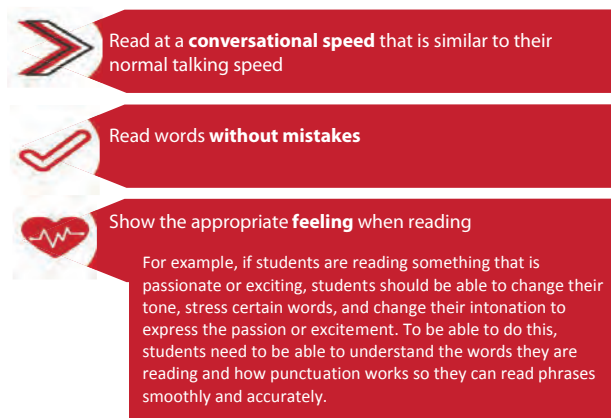 Read at a conversational speed that is similar to their
normal talking speed
Read words without mistakes
Show the appropriate feeling when reading
For example, if students are reading something that is
passionate or exciting, students should be able to change their
tone, stress certain words, and change their intonation to
express the passion or excitement. To be able to do this,
students need to be able to understand the words they are
reading and how punctuation works so they can read phrases
smoothly and accurately.